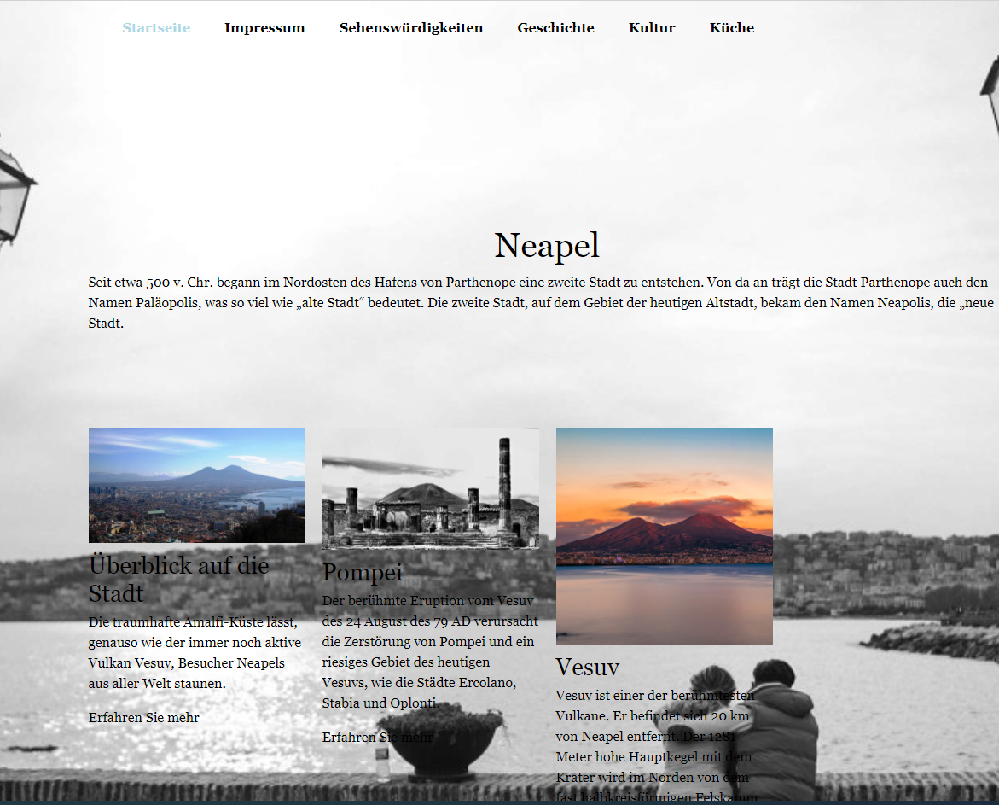 Startseite Impressum Sehenswürdigkeiten Geschichte Kultur Küche
Neapel
Seit etwa 500 v. Chr. begann im Nordosten des Hafens von Parthenope eine zweite Stadt zu entstehen. Von da an trägt die Stadt Parthenope auch den
Namen Paläopolis, was so viel wie „alte Stadt“ bedeutet. Die zweite Stadt, auf dem Gebiet der heutigen Altstadt, bekam den Namen Neapolis, die „neue
Stadt.
Überblick auf die
Stadt
Die traumhafte Amalfi-Küste lässt,
genauso wie der immer noch aktive
Vulkan Vesuv, Besucher Neapels
aus aller Welt staunen.
Erfahren Sie mehr
Pompei
Der berühmte Eruption vom Vesuv
des 24 August des 79 AD verursacht
die Zerstörung von Pompei und ein
riesiges Gebiet des heutigen
Vesuvs, wie die Städte Ercolano,
Stabia und Oplonti.
Erfahren Sie mehr
Vesuv
Vesuv ist einer der berühmtesten
Vulkane. Er befindet sich 20 km
von Neapel entfernt. Der 1281
Meter hohe Hauptkegel mit dem
Krater wird im Norden von dem
fast halbkreisförmigen Felskamm